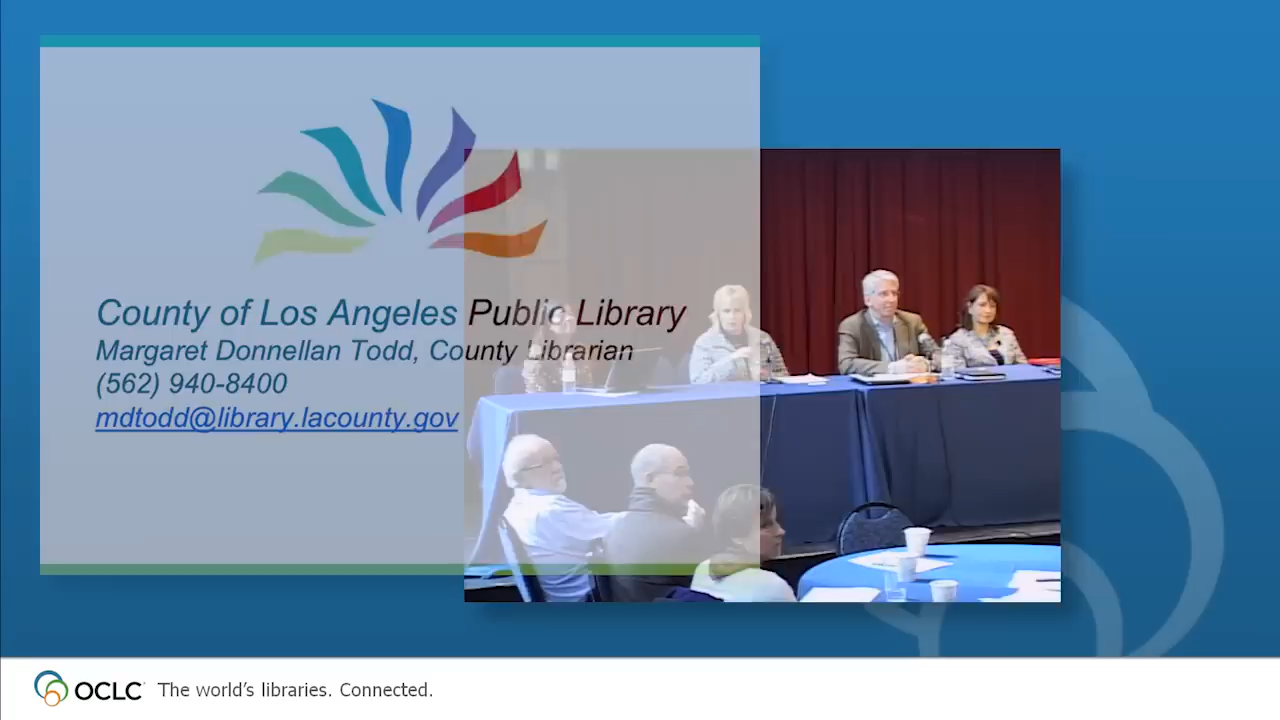 County of Los Angeles Public Library
Margaret Donnellan Todd, County Librarian
(562) 940-8400
mdtodd@library.lacounty.gov
OCLC The world's libraries. Connected.